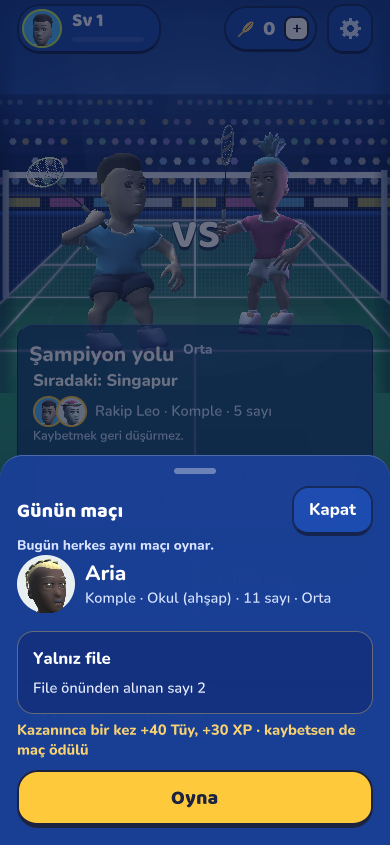 Sv 1
0 +
VS
Orta
Şampiyon yolu
Sıradaki: Singapur
Rakip Leo · Komple · 5 sayı
Kaybetmek geri düşürmez.
Günün maçı
Kapat
Bugün herkes aynı maçı oynar.
Aria
Komple · Okul (ahşap) · 11 sayı · Orta
Yalnız file
File önünden alınan sayı 2
Kazanınca bir kez +40 Tüy, +30 XP · kaybetsen de
maç ödülü
Oyna